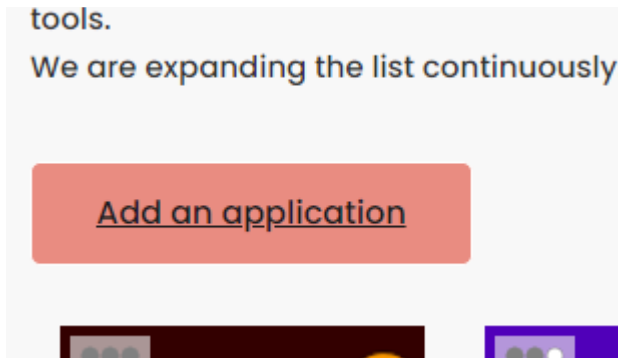 tools.
We are expanding the list continuously
Add an application